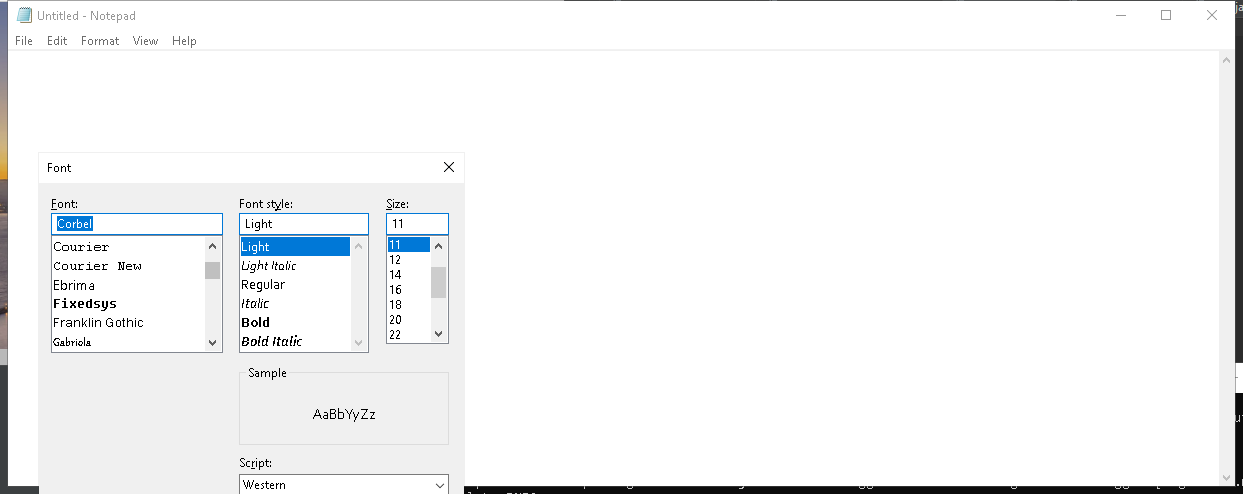 Untitled - Notepad
File Edit Format View Help
Font
Font: Font style: Size:
Corbel Light 11
Courier Light 11
Courier New Light Italic 12
Ebrima Regular 14
Fixedsys Italic 16
Franklin Gothic Bold 18
Gabriola Bold Italic 20
22
Sample
AaBbYyZz
Script:
Western